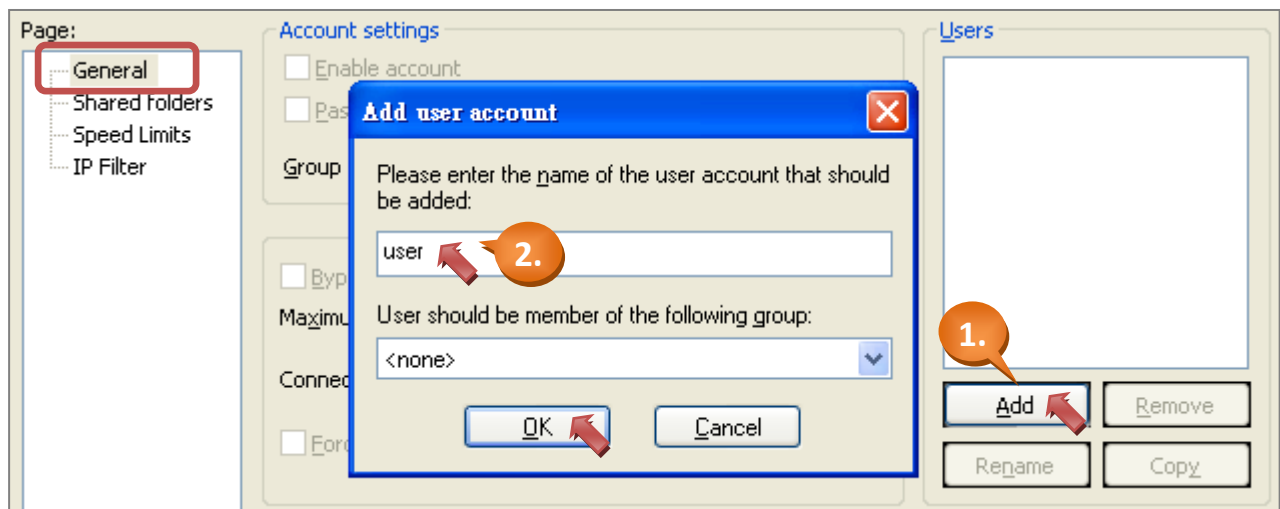 Page:
General
Shared folders
Speed Limits
IP Filter
Account settings
Enable account
Pas
Group
Byp
Maximu
Connec
Forc
Add user account
Please enter the name of the user account that should
be added:
user
2.
User should be member of the following group:
<none>
OK
Cancel
Users
1.
Add
Remove
Rename
Copy